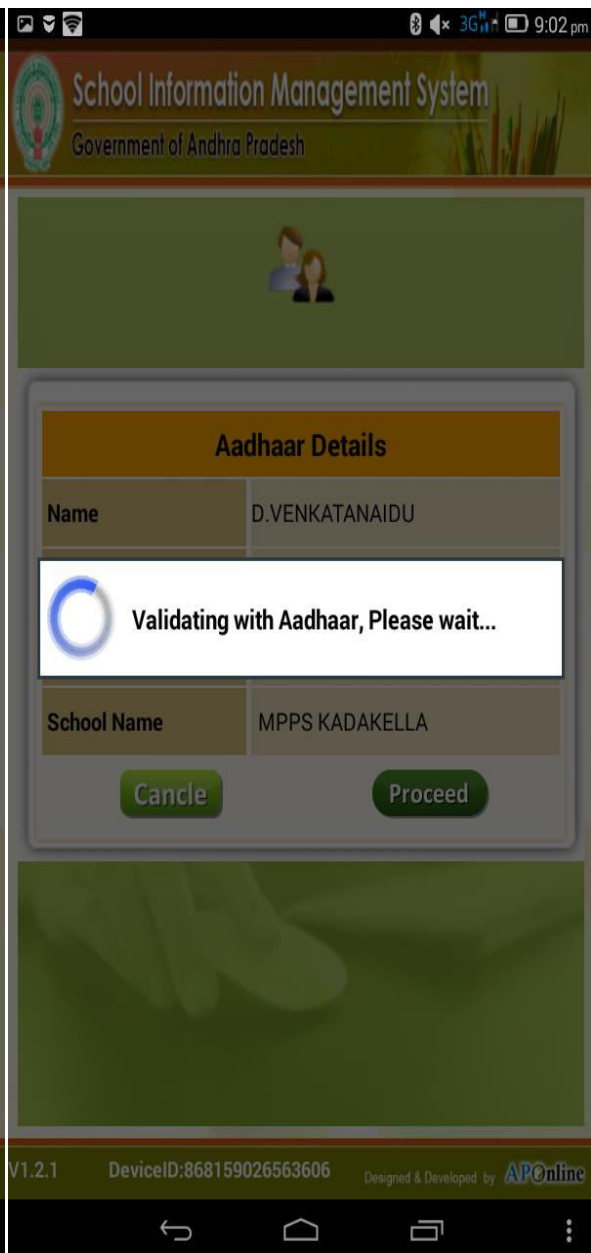 3G H 9:02 pm
School Information Management System
Government of Andhra Pradesh
Aadhaar Details
Name D.VENKATANAIDU
Validating with Aadhaar, Please wait...
School Name MPPS KADAKELLA
Cancle Proceed
V1.2.1 DeviceID:868159026563606 Designed & Developed by APOnline